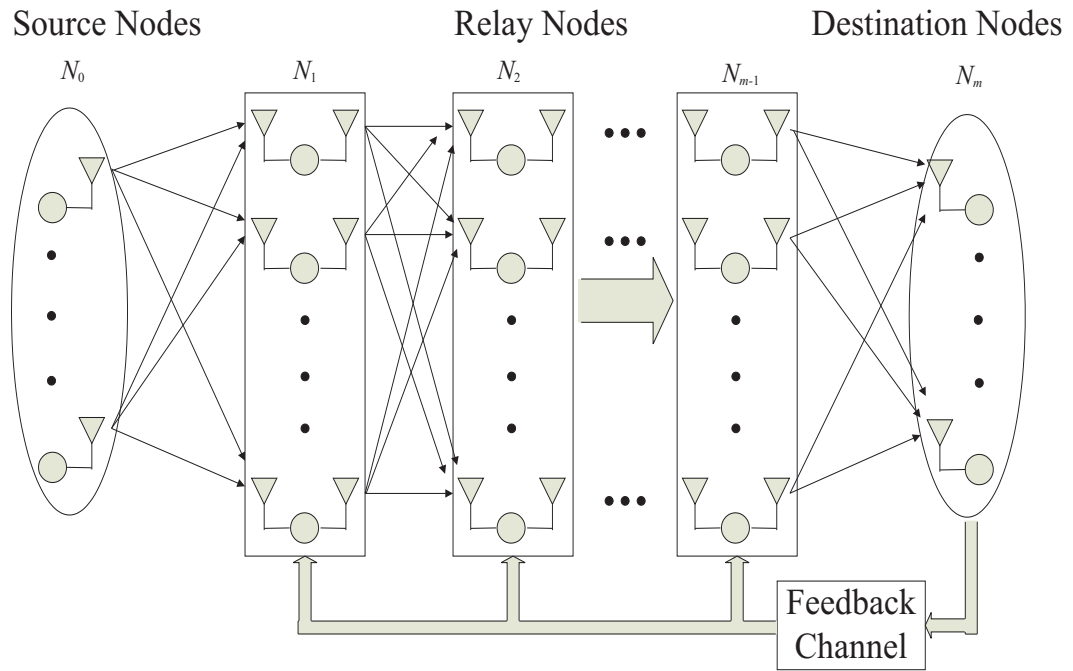 Source Nodes
Relay Nodes
Destination Nodes
N0
N1
N2
Nm-1
Nm
Feedback
Channel